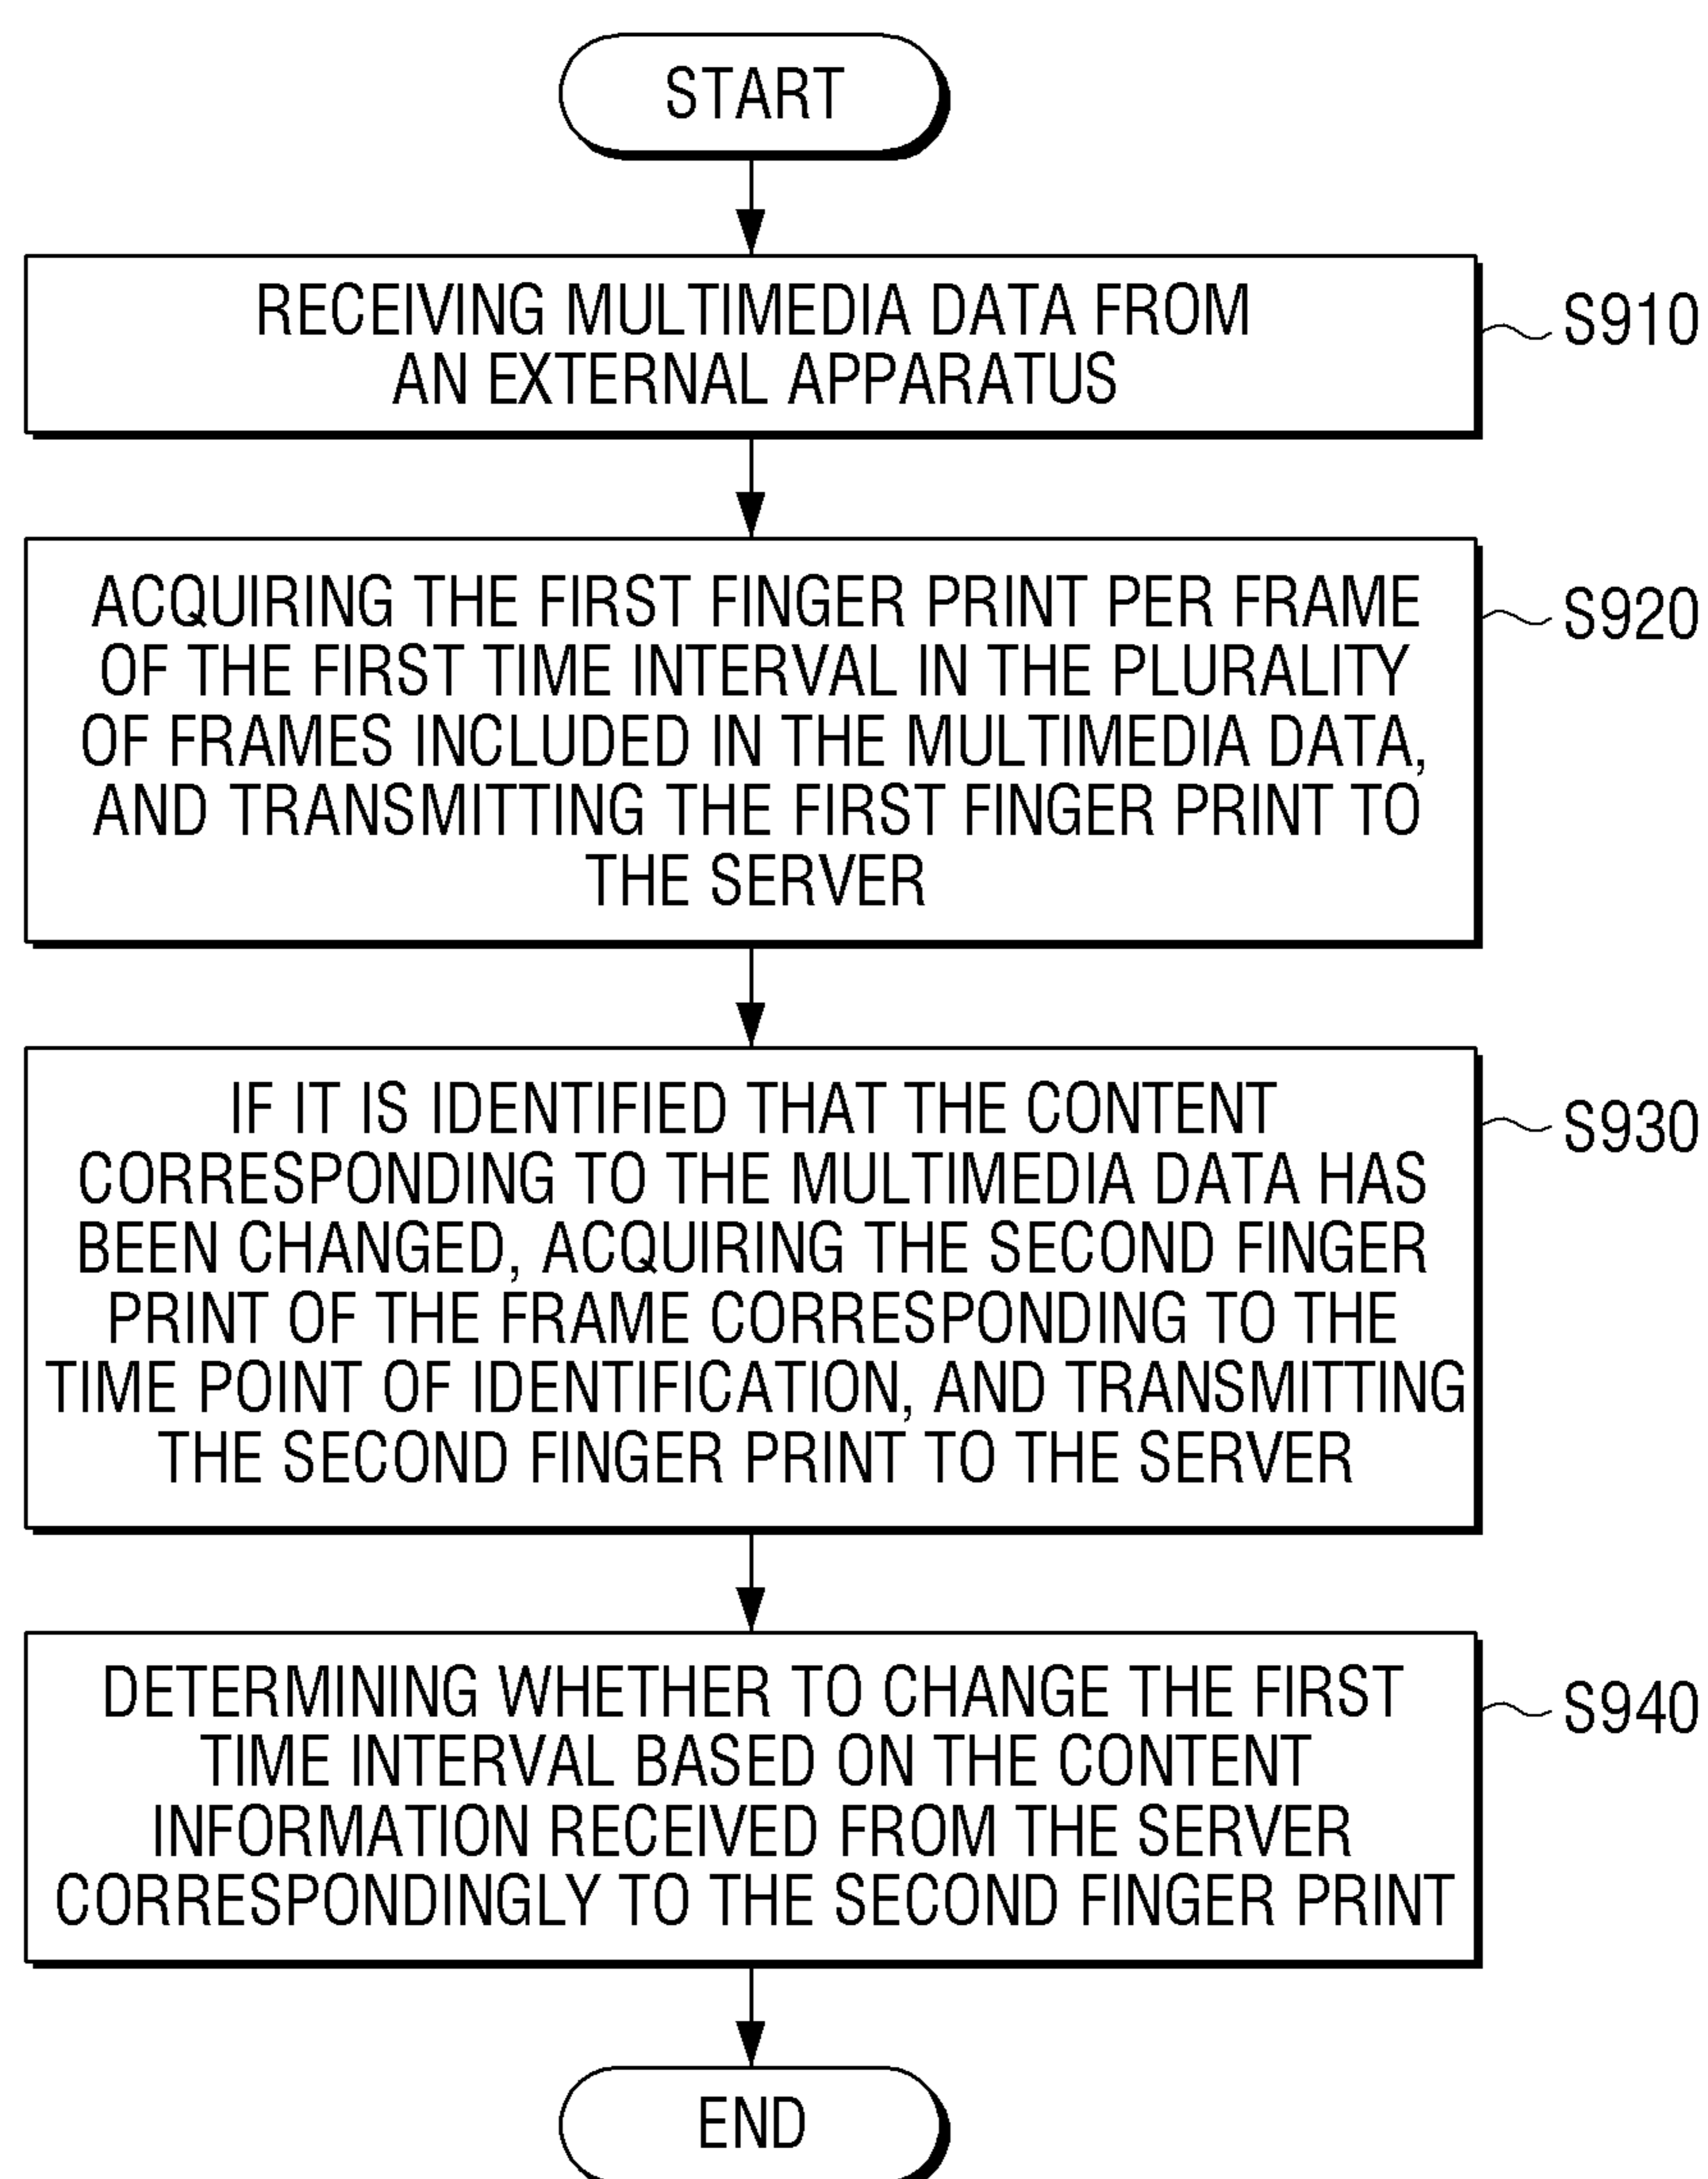 START
RECEIVING MULTIMEDIA DATA FROM
AN EXTERNAL APPARATUS
S910
ACQUIRING THE FIRST FINGER PRINT PER FRAME
OF THE FIRST TIME INTERVAL IN THE PLURALITY
OF FRAMES INCLUDED IN THE MULTIMEDIA DATA,
AND TRANSMITTING THE FIRST FINGER PRINT TO
THE SERVER
S920
IF IT IS IDENTIFIED THAT THE CONTENT
CORRESPONDING TO THE MULTIMEDIA DATA HAS
BEEN CHANGED, ACQUIRING THE SECOND FINGER
PRINT OF THE FRAME CORRESPONDING TO THE
TIME POINT OF IDENTIFICATION, AND TRANSMITTING
THE SECOND FINGER PRINT TO THE SERVER
S930
DETERMINING WHETHER TO CHANGE THE FIRST
TIME INTERVAL BASED ON THE CONTENT
INFORMATION RECEIVED FROM THE SERVER
CORRESPONDINGLY TO THE SECOND FINGER PRINT
S940
END